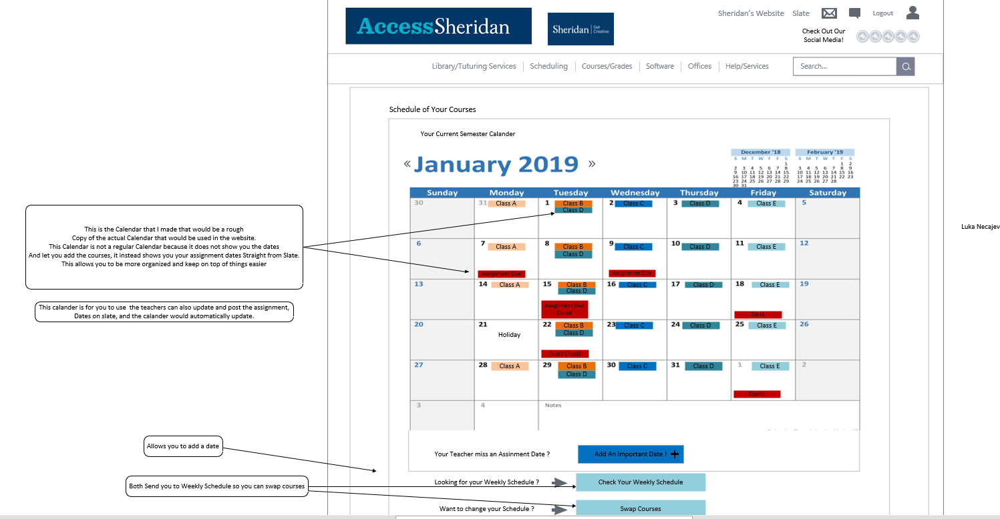 AccessSheridan
Sheridan | Get Creative
Sheridan's Website Slate Logout
Check Out Our
Social Media!
Library/Tuturing Services Scheduling Courses/Grades Software Offices Help/Services Search...
Schedule of Your Courses
Your Current Semester Calander
« January 2019 »
December '18 February '19
S M T W T F S S M T W T F S
1 1 2
2 3 4 5 6 7 8 3 4 5 6 7 8 9
9 10 11 12 13 14 15 10 11 12 13 14 15 16
16 17 18 19 20 21 22 17 18 19 20 21 22 23
23 24 25 26 27 28 29 24 25 26 27 28
30 31
Sunday Monday Tuesday Wednesday Thursday Friday Saturday
30 31 Class A 1 Class B 2 Class C 3 Class D 4 Class E 5
Class D
6 7 Class A 8 Class B 9 Class C 10 Class D 11 Class E 12
Class D
Assignment Due Assignment Due
13 14 Class A 15 Class B 16 Class C 17 Class D 18 Class E 19
Class D
Assignment Due
ClassB
Test1
20 21 22 Class B 23 Class C 24 Class D 25 Class E 26
Class D
Holiday
Quiz1 ClassD
27 28 Class A 29 Class B 30 Class C 31 Class D 1 Class E 2
Class D
Exam1
3 4 Notes
Your Teacher miss an Assinment Date ? Add An Important Date !
Looking for your Weekly Schedule ? Check Your Weekly Schedule
Want to change your Schedule ? Swap Courses
This is the Calendar that I made that would be a rough
Copy of the actual Calendar that would be used in the website.
This Calendar is not a regular Calendar because it does not show you the dates
And let you add the courses, it instead shows you your assignment dates Straight from Slate.
This allows you to be more organized and keep on top of things easier
This calander is for you to use the teachers can also update and post the assignment,
Dates on slate, and the calander would automatically update.
Allows you to add a date
Both Send you to Weekly Schedule so you can swap courses
Luka Necajev